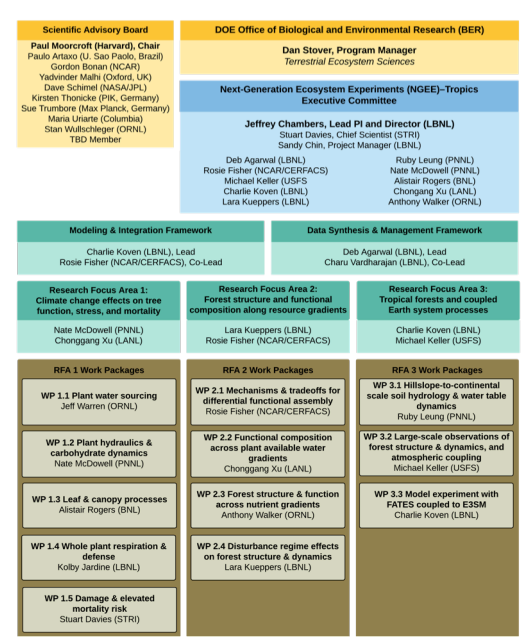 Scientific Advisory Board
Paul Moorcroft (Harvard), Chair
Paulo Artaxo (U. Sao Paolo, Brazil)
Gordon Bonan (NCAR)
Yadvinder Malhi (Oxford, UK)
Dave Schimel (NASA/JPL)
Kirsten Thonicke (PIK, Germany)
Sue Trumbore (Max Planck, Germany)
Maria Uriarte (Columbia)
Stan Wullschleger (ORNL)
TBD Member
DOE Office of Biological and Environmental Research (BER)
Dan Stover, Program Manager
Terrestrial Ecosystem Sciences
Next-Generation Ecosystem Experiments (NGEE)–Tropics
Executive Committee
Jeffrey Chambers, Lead PI and Director (LBNL)
Stuart Davies, Chief Scientist (STRI)
Sandy Chin, Project Manager (LBNL)
Deb Agarwal (LBNL)
Rosie Fisher (NCAR/CERFACS)
Michael Keller (USFS
Charlie Koven (LBNL)
Lara Kueppers (LBNL)
Ruby Leung (PNNL)
Nate McDowell (PNNL)
Alistair Rogers (BNL)
Chongang Xu (LANL)
Anthony Walker (ORNL)
Modeling & Integration Framework
Charlie Koven (LBNL), Lead
Rosie Fisher (NCAR/CERFACS), Co-Lead
Data Synthesis & Management Framework
Deb Agarwal (LBNL), Lead
Charu Vardharajan (LBNL), Co-Lead
Research Focus Area 1:
Climate change effects on tree
function, stress, and mortality
Nate McDowell (PNNL)
Chonggang Xu (LANL)
Research Focus Area 2:
Forest structure and functional
composition along resource gradients
Lara Kueppers (LBNL)
Rosie Fisher (NCAR/CERFACS)
Research Focus Area 3:
Tropical forests and coupled
Earth system processes
Charlie Koven (LBNL)
Michael Keller (USFS)
RFA 1 Work Packages
WP 1.1 Plant water sourcing
Jeff Warren (ORNL)
WP 1.2 Plant hydraulics &
carbohydrate dynamics
Nate McDowell (PNNL)
WP 1.3 Leaf & canopy processes
Alistair Rogers (BNL)
WP 1.4 Whole plant respiration &
defense
Kolby Jardine (LBNL)
WP 1.5 Damage & elevated
mortality risk
Stuart Davies (STRI)
RFA 2 Work Packages
WP 2.1 Mechanisms & tradeoffs for
differential functional assembly
Rosie Fisher (NCAR/CERFACS)
WP 2.2 Functional composition
across plant available water
gradients
Chonggang Xu (LANL)
WP 2.3 Forest structure & function
across nutrient gradients
Anthony Walker (ORNL)
WP 2.4 Disturbance regime effects
on forest structure & dynamics
Lara Kueppers (LBNL)
RFA 3 Work Packages
WP 3.1 Hillslope-to-continental
scale soil hydrology & water table
dynamics
Ruby Leung (PNNL)
WP 3.2 Large-scale observations of
forest structure & dynamics, and
atmospheric coupling
Michael Keller (USFS)
WP 3.3 Model experiment with
FATES coupled to E3SM
Charlie Koven (LBNL)